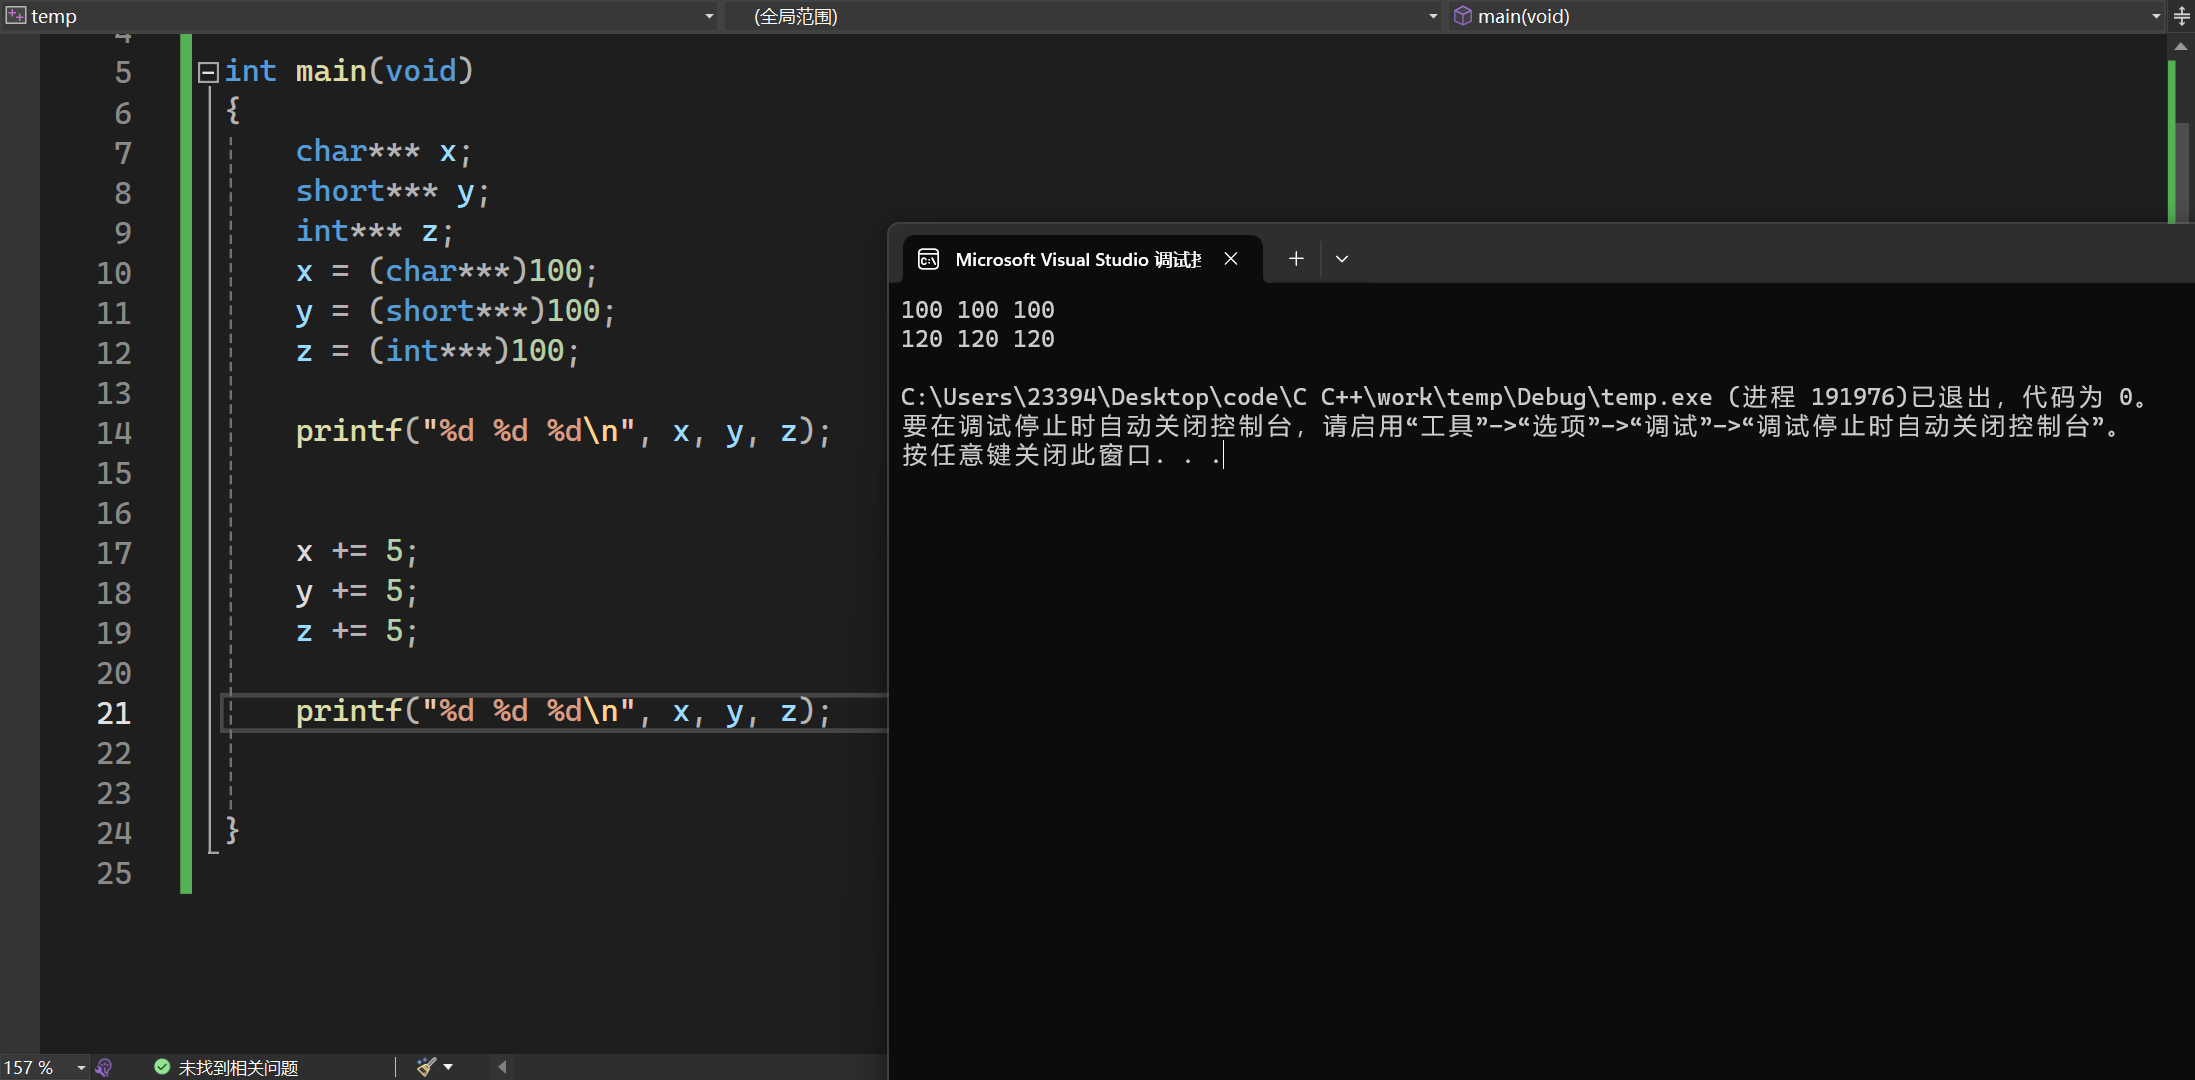 temp (全局范围) main(void)
4
5 int main(void)
6 {
7 char*** x;
8 short*** y;
9 int*** z;
10 x = (char***)100;
11 y = (short***)100;
12 z = (int***)100;
13
14 printf("%d %d %d\n", x, y, z);
15
16
17 x += 5;
18 y += 5;
19 z += 5;
20
21 printf("%d %d %d\n", x, y, z);
22
23
24 }
25
Microsoft Visual Studio 调试
100 100 100
120 120 120
C:\Users\23394\Desktop\code\C C++\work\temp\Debug\temp.exe (进程 191976)已退出，代码为 0。
要在调试停止时自动关闭控制台，请启用“工具”->“选项”->“调试”->“调试停止时自动关闭控制台”。
按任意键关闭此窗口. . .
157 % 未找到相关问题